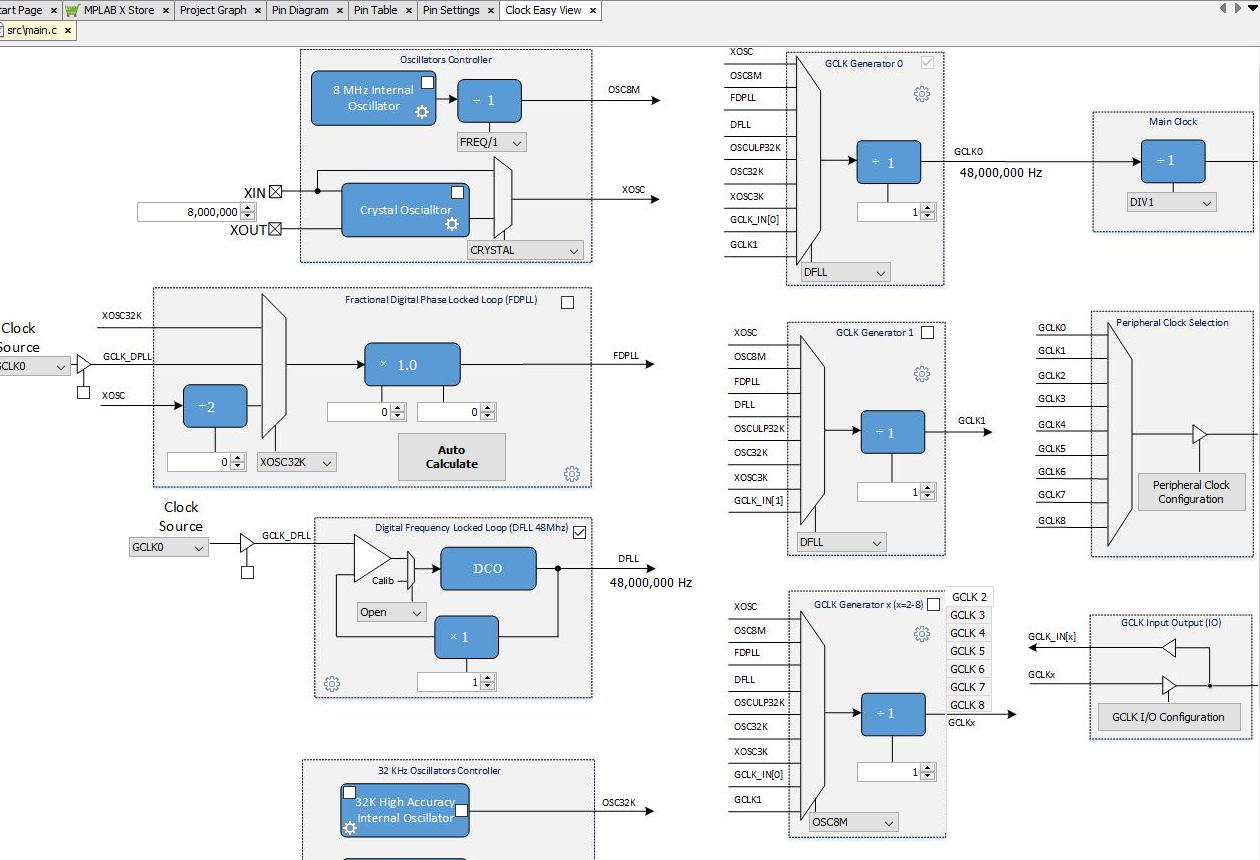 art Page × MPLAB X Store × Project Graph × Pin Diagram × Pin Table × Pin Settings × Clock Easy View ×
src\main.c ×
Oscillators Controller
8 MHz Internal
Oscillator
÷ 1
OSC8M
FREQ/1
XIN
8,000,000
XOUT
Crystal Oscialltor
XOSC
CRYSTAL
Fractional Digital Phase Locked Loop (FDPLL)
XOSC32K
Clock
Source
GCLK0
GCLK_DPLL
XOSC
÷2
0
XOSC32K
× 1.0
0
0
FDPLL
Auto
Calculate
Clock
Source
GCLK0
GCLK_DFLL
Digital Frequency Locked Loop (DFLL 48Mhz)
Calib
DCO
Open
× 1
1
DFLL
48,000,000 Hz
32 KHz Oscillators Controller
32K High Accuracy
Internal Oscillator
OSC32K
GCLK Generator 0
XOSC
OSC8M
FDPLL
DFLL
OSCULP32K
OSC32K
XOSC3K
GCLK_IN[0]
GCLK1
÷ 1
1
DFLL
GCLK0
48,000,000 Hz
Main Clock
÷ 1
DIV1
GCLK Generator 1
XOSC
OSC8M
FDPLL
DFLL
OSCULP32K
OSC32K
XOSC3K
GCLK_IN[1]
÷ 1
1
DFLL
GCLK1
Peripheral Clock Selection
GCLK0
GCLK1
GCLK2
GCLK3
GCLK4
GCLK5
GCLK6
GCLK7
GCLK8
Peripheral Clock
Configuration
GCLK Generator x (x=2-8)
XOSC
OSC8M
FDPLL
DFLL
OSCULP32K
OSC32K
XOSC3K
GCLK_IN[0]
GCLK1
÷ 1
1
OSC8M
GCLK 2
GCLK 3
GCLK 4
GCLK 5
GCLK 6
GCLK 7
GCLK 8
GCLKx
GCLK Input Output (IO)
GCLK_IN[x]
GCLKx
GCLK I/O Configuration